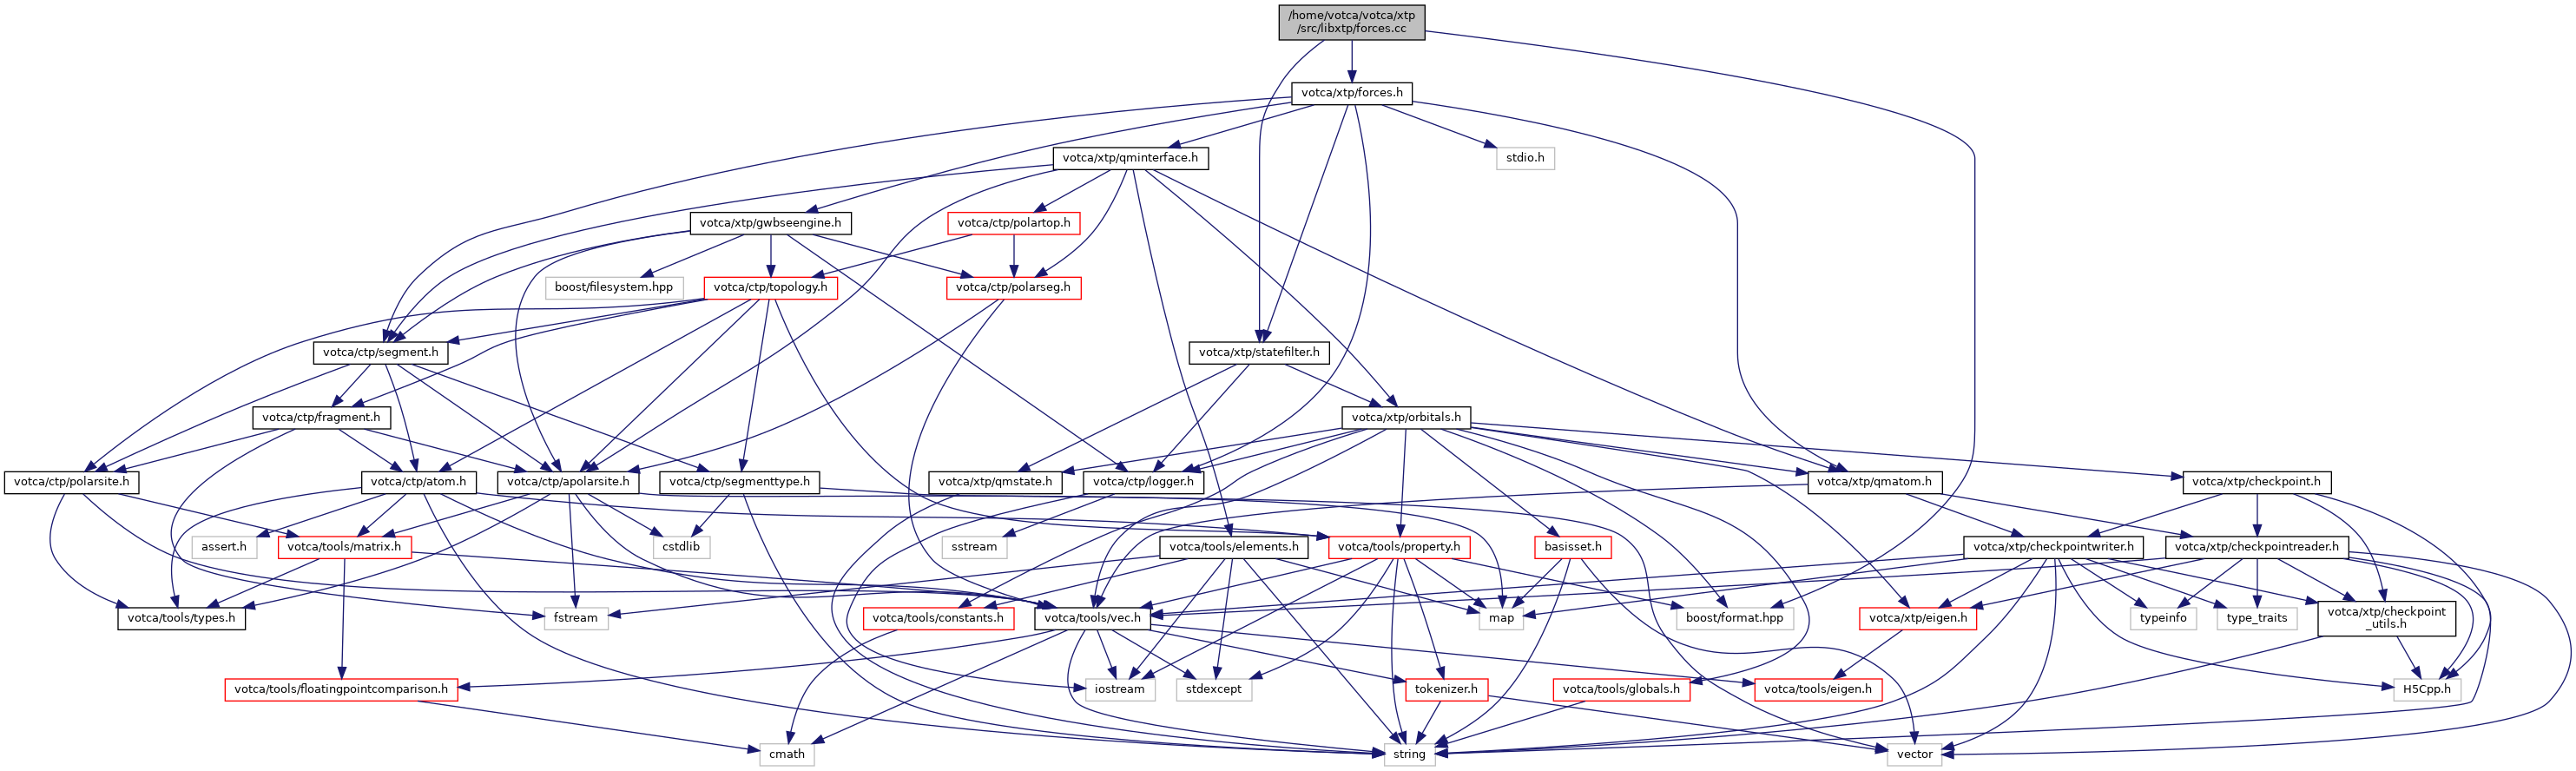 /home/votca/votca/xtp
/src/libxtp/forces.cc
votca/xtp/forces.h
votca/xtp/qminterface.h
stdio.h
votca/xtp/gwbseengine.h
votca/ctp/polartop.h
boost/filesystem.hpp
votca/ctp/topology.h
votca/ctp/polarseg.h
votca/ctp/segment.h
votca/xtp/statefilter.h
votca/ctp/fragment.h
votca/xtp/orbitals.h
votca/ctp/polarsite.h
votca/ctp/atom.h
votca/ctp/apolarsite.h
votca/ctp/segmenttype.h
votca/xtp/qmstate.h
votca/ctp/logger.h
votca/xtp/qmatom.h
votca/xtp/checkpoint.h
assert.h
votca/tools/matrix.h
cstdlib
sstream
votca/tools/elements.h
votca/tools/property.h
basisset.h
votca/xtp/checkpointwriter.h
votca/xtp/checkpointreader.h
votca/tools/types.h
fstream
votca/tools/constants.h
votca/tools/vec.h
map
boost/format.hpp
votca/xtp/eigen.h
typeinfo
type_traits
votca/xtp/checkpoint
_utils.h
votca/tools/floatingpointcomparison.h
iostream
stdexcept
tokenizer.h
votca/tools/globals.h
votca/tools/eigen.h
H5Cpp.h
cmath
string
vector